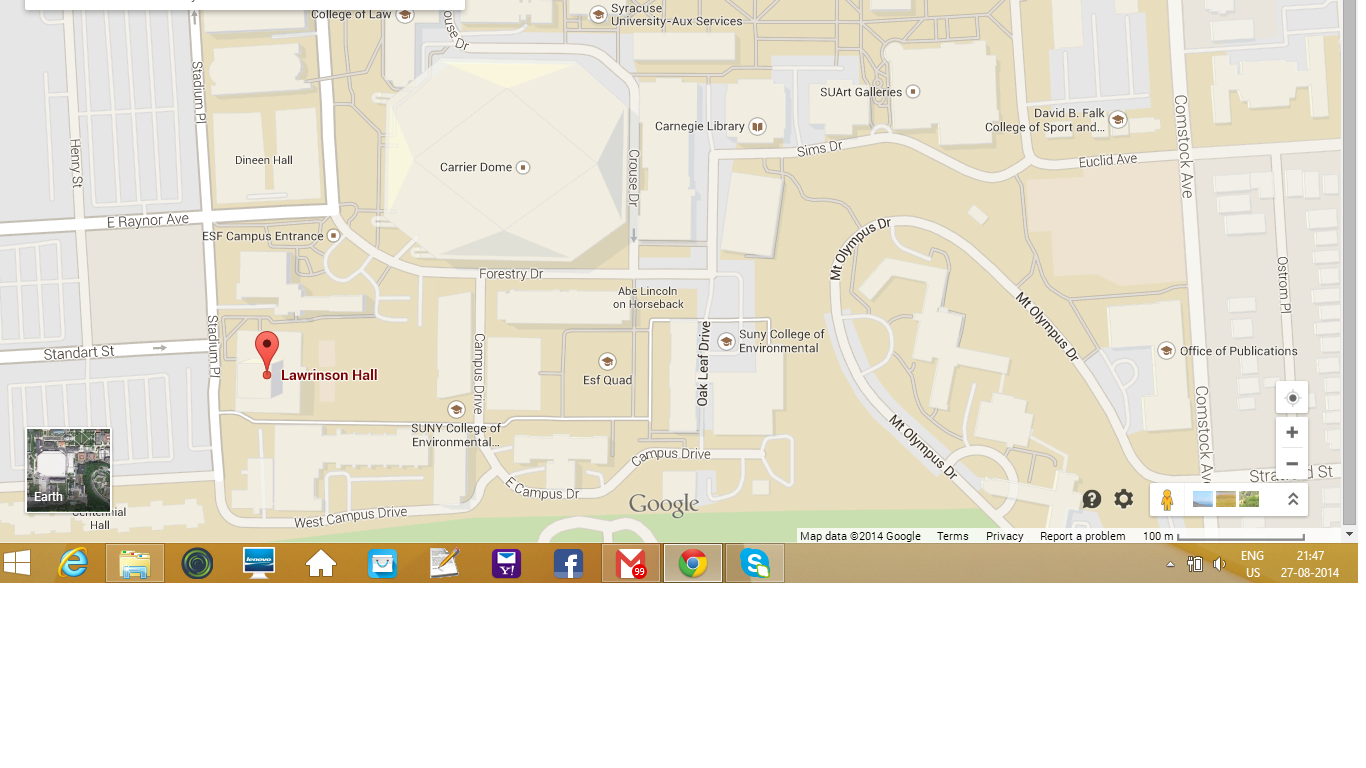 College of Law
Crouse Dr
Syracuse
University-Aux Services
Stadium Pl
SUArt Galleries
Comstock Ave
David B. Falk
College of Sport and...
Carnegie Library
Sims Dr
Euclid Ave
Henry St
Dineen Hall
Carrier Dome
Crouse Dr
E Raynor Ave
ESF Campus Entrance
Mt Olympus Dr
Forestry Dr
Ostrom Pl
Abe Lincoln
on Horseback
Mt Olympus Dr
Stadium Pl
Standart St
Campus Drive
Oak Leaf Drive
Suny College of
Environmental
Office of Publications
Lawrinson Hall
Esf Quad
Comstock Ave
SUNY College of
Environmental...
Mt Olympus Dr
Campus Drive
E Campus Dr
West Campus Drive
Earth
Hall
Google
Map data ©2014 Google
Terms
Privacy
Report a problem
100 m
lenovo
Y!
f
99
S
ENG
US
21:47
27-08-2014